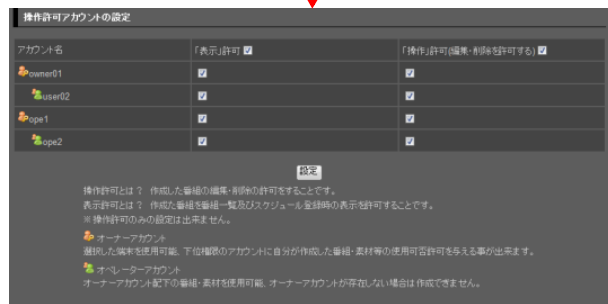 操作許可アカウントの設定
アカウント名 「表示」許可 「操作」許可(編集・削除を許可する)
owner01
user02
ope1
ope2
設定
操作許可とは? 作成した番組の編集・削除の許可をすることです。
表示許可とは? 作成た番組を番組一覧及びスケジュール登録時の表示を許可することです。
※操作許可のみの設定は出来ません。
オーナーアカウント
選択した端末を使用可能、下位権限のアカウントに自分が作成した番組・素材等の使用可否許可を与える事が出来ます。
オペレーターアカウント
オーナーアカウント配下の番組・素材を使用可能、オーナーアカウントが存在しない場合は作成できません。